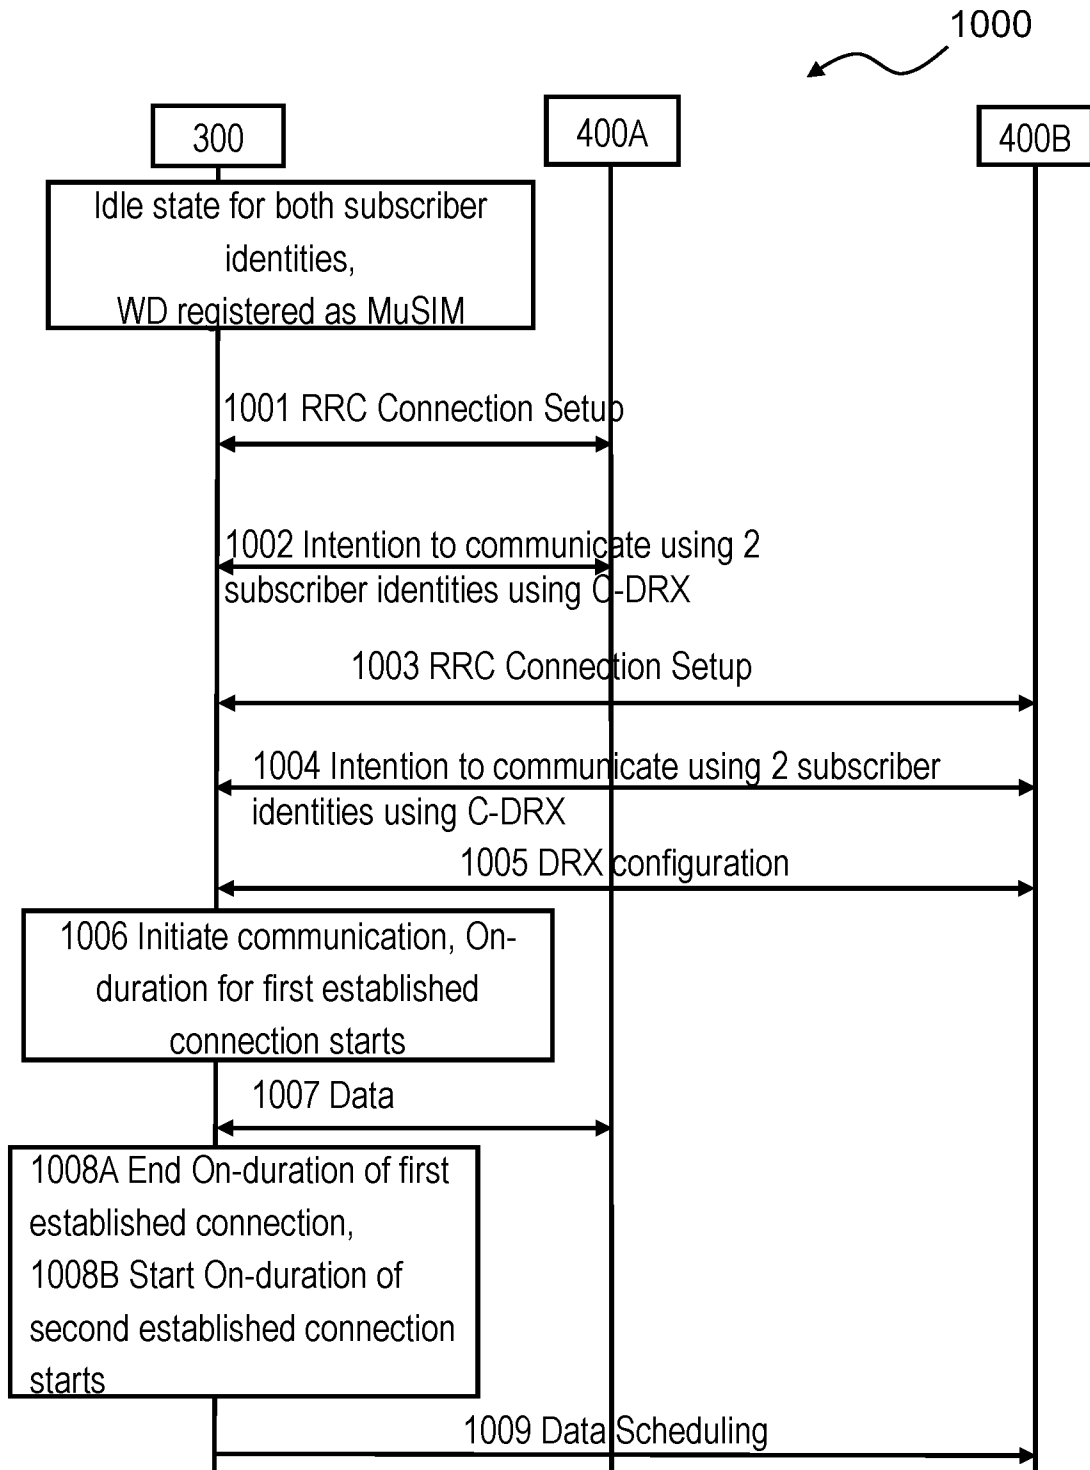 1000
300
400A
400B
Idle state for both subscriber
identities,
WD registered as MuSIM
1001 RRC Connection Setup
1002 Intention to communicate using 2
subscriber identities using C-DRX
1003 RRC Connection Setup
1004 Intention to communicate using 2 subscriber
identities using C-DRX
1005 DRX configuration
1006 Initiate communication, On-
duration for first established
connection starts
1007 Data
1008A End On-duration of first
established connection,
1008B Start On-duration of
second established connection
starts
1009 Data Scheduling